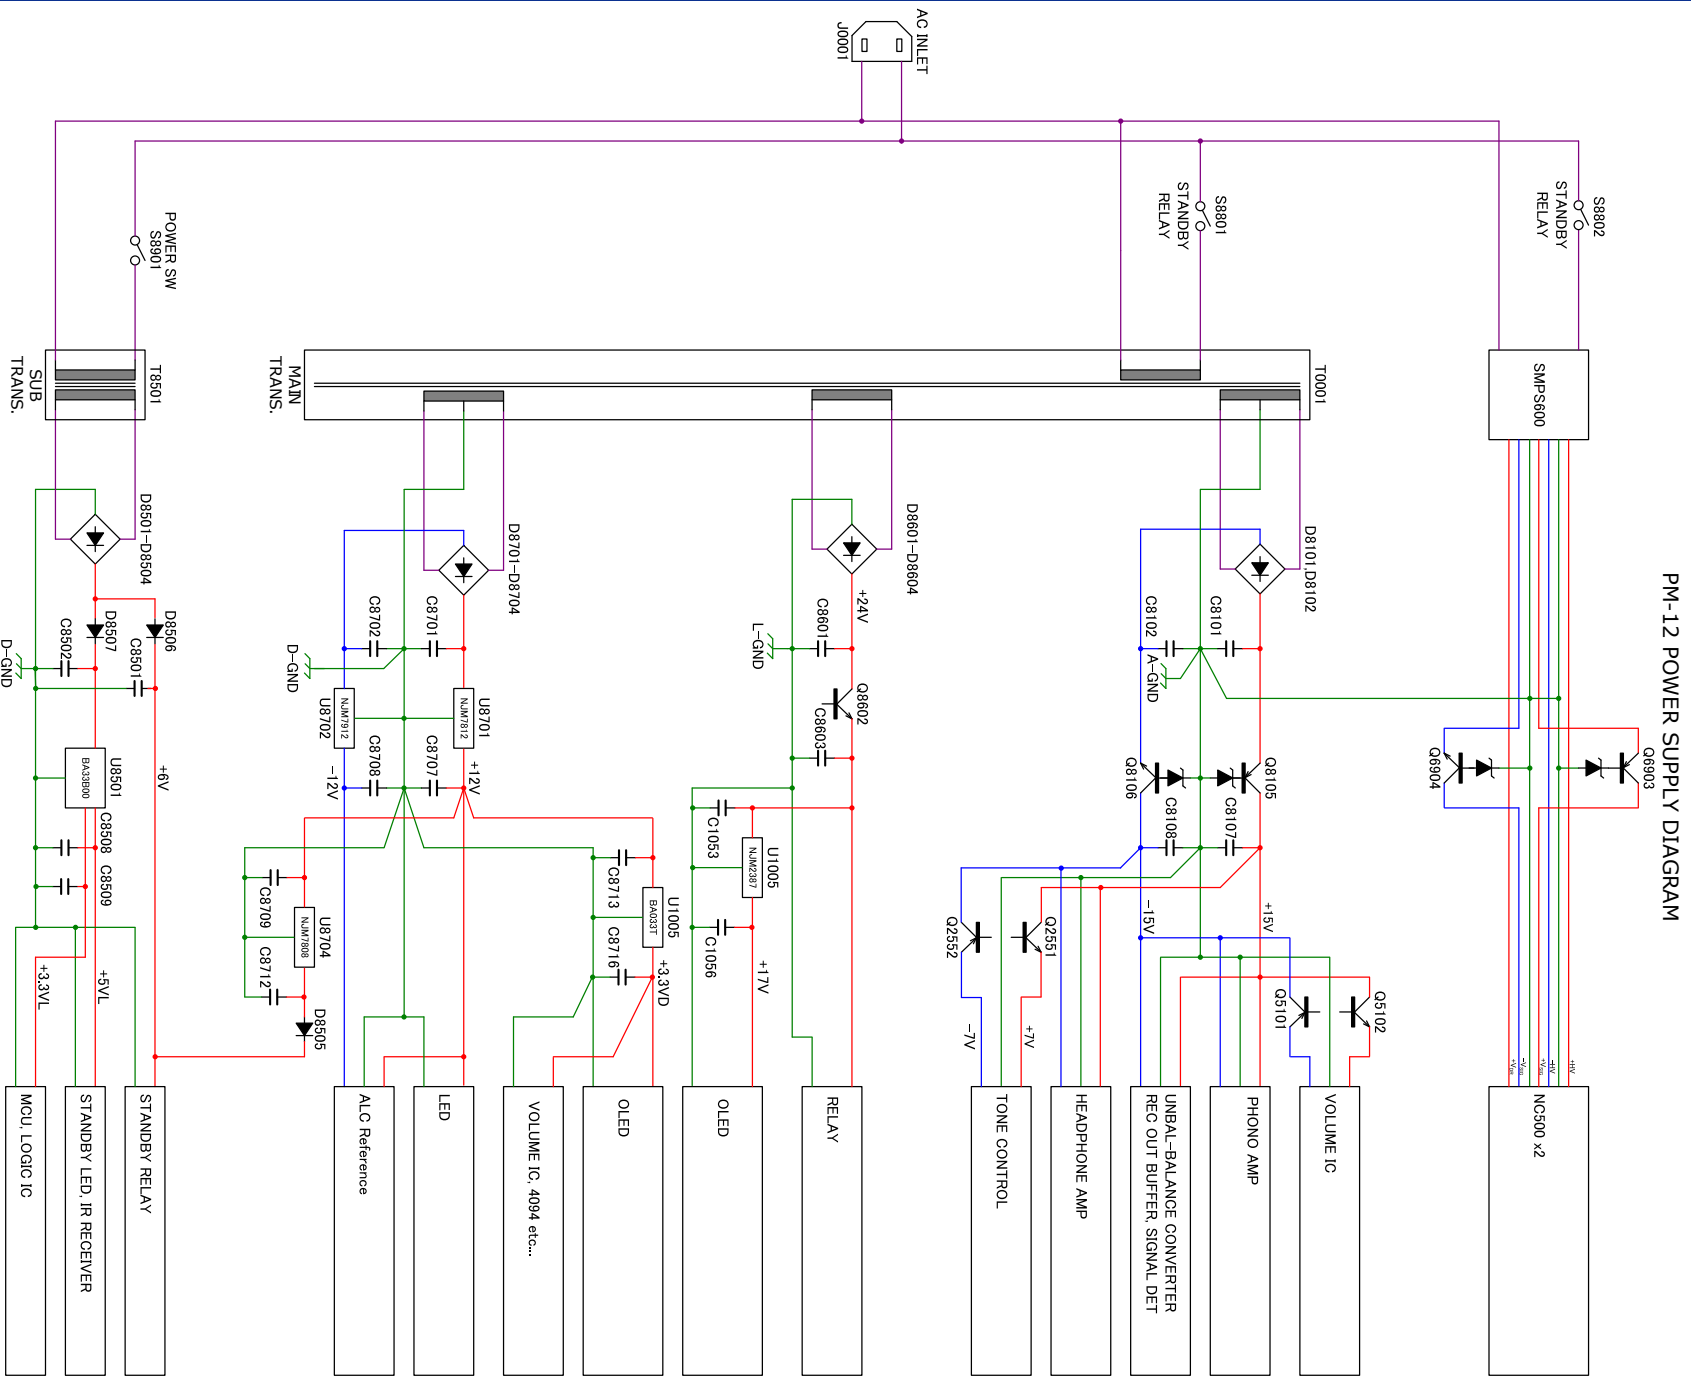 PM-12 POWER SUPPLY DIAGRAM
AC INLET
J0001
S8802
STANDBY
RELAY
S8801
STANDBY
RELAY
POWER SW
S8901
SMPS600
T0001
MAIN
TRANS.
T8501
SUB
TRANS.
Q6903
Q6904
+HV
-HV
NC500 x2
D8101,D8102
C8101
C8102
A-GND
Q8105
Q8106
C8107
C8108
+15V
-15V
Q5102
Q5101
VOLUME IC
PHONO AMP
UNBAL-BALANCE CONVERTER
REC OUT BUFFER, SIGNAL DET
HEADPHONE AMP
Q2551
Q2552
+7V
-7V
TONE CONTROL
D8601-D8604
+24V
C8601
L-GND
Q8602
C8603
RELAY
C1053
U1005
NJM2387
C1056
+17V
OLED
D8701-D8704
C8701
C8702
D-GND
U8701
NJM7812
U8702
NJM7912
+12V
C8707
C8708
-12V
C8713
U1005
BA033T
C8716
+3.3VD
OLED
VOLUME IC, 4094 etc...
LED
ALC Reference
C8709
U8704
NJM7808
C8712
D8505
D8501-D8504
D8506
D8507
C8501
C8502
D-GND
+6V
U8501
BA33B00
C8508
C8509
+5VL
+3.3VL
STANDBY RELAY
STANDBY LED, IR RECEIVER
MCU, LOGIC IC